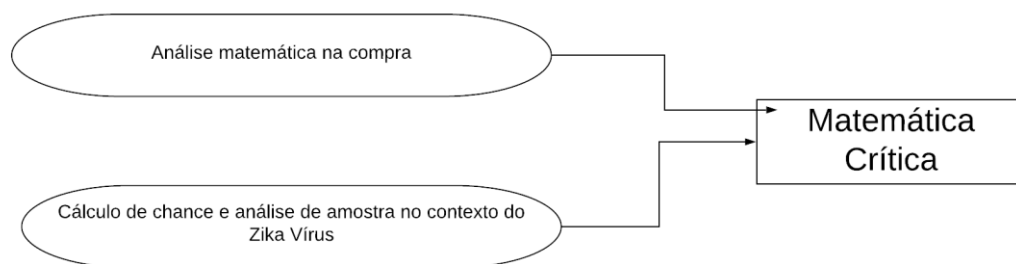 Análise matemática na compra
Matemática
Crítica
Cálculo de chance e análise de amostra no contexto do
Zika Vírus